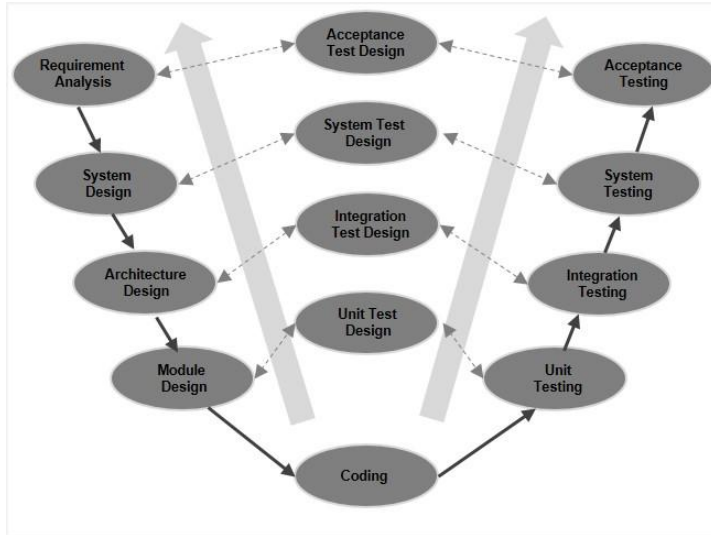 Acceptance
Test Design
Requirement
Analysis
Acceptance
Testing
System Test
Design
System
Design
System
Testing
Integration
Test Design
Architecture
Design
Integration
Testing
Unit Test
Design
Module
Design
Unit
Testing
Coding